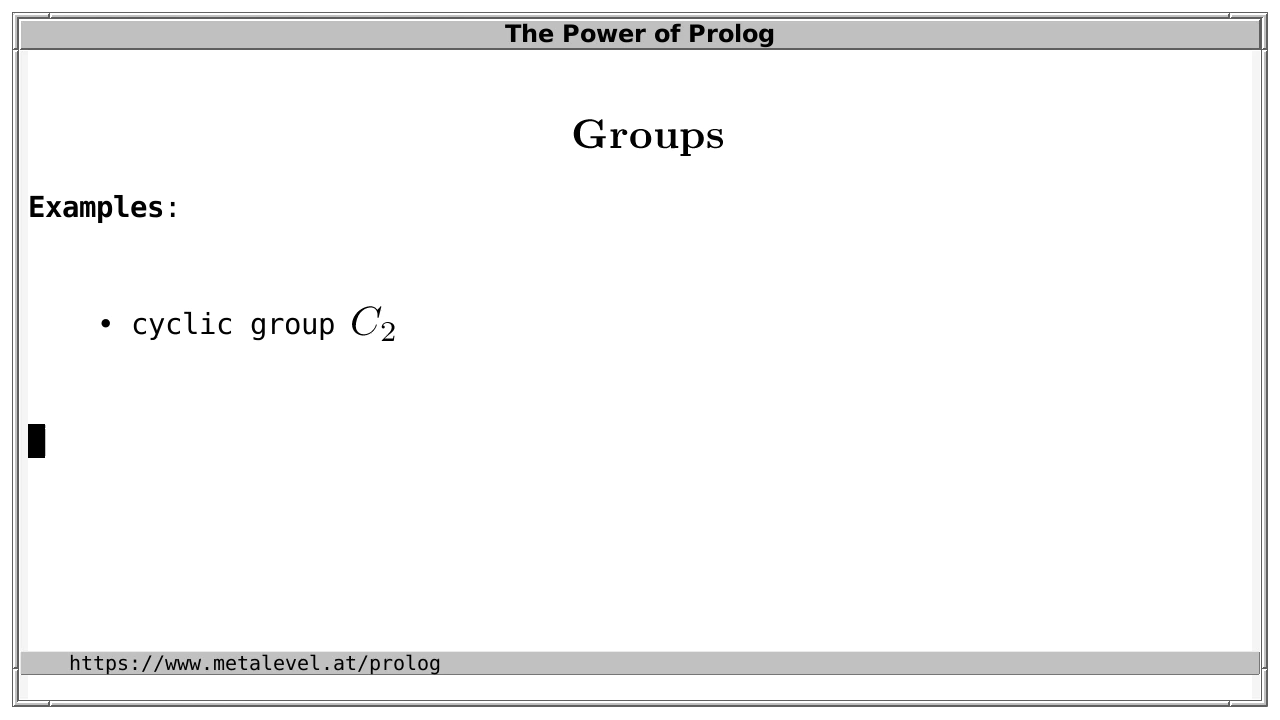 The Power of Prolog
Groups
Examples:
• cyclic group C₂
https://www.metalevel.at/prolog